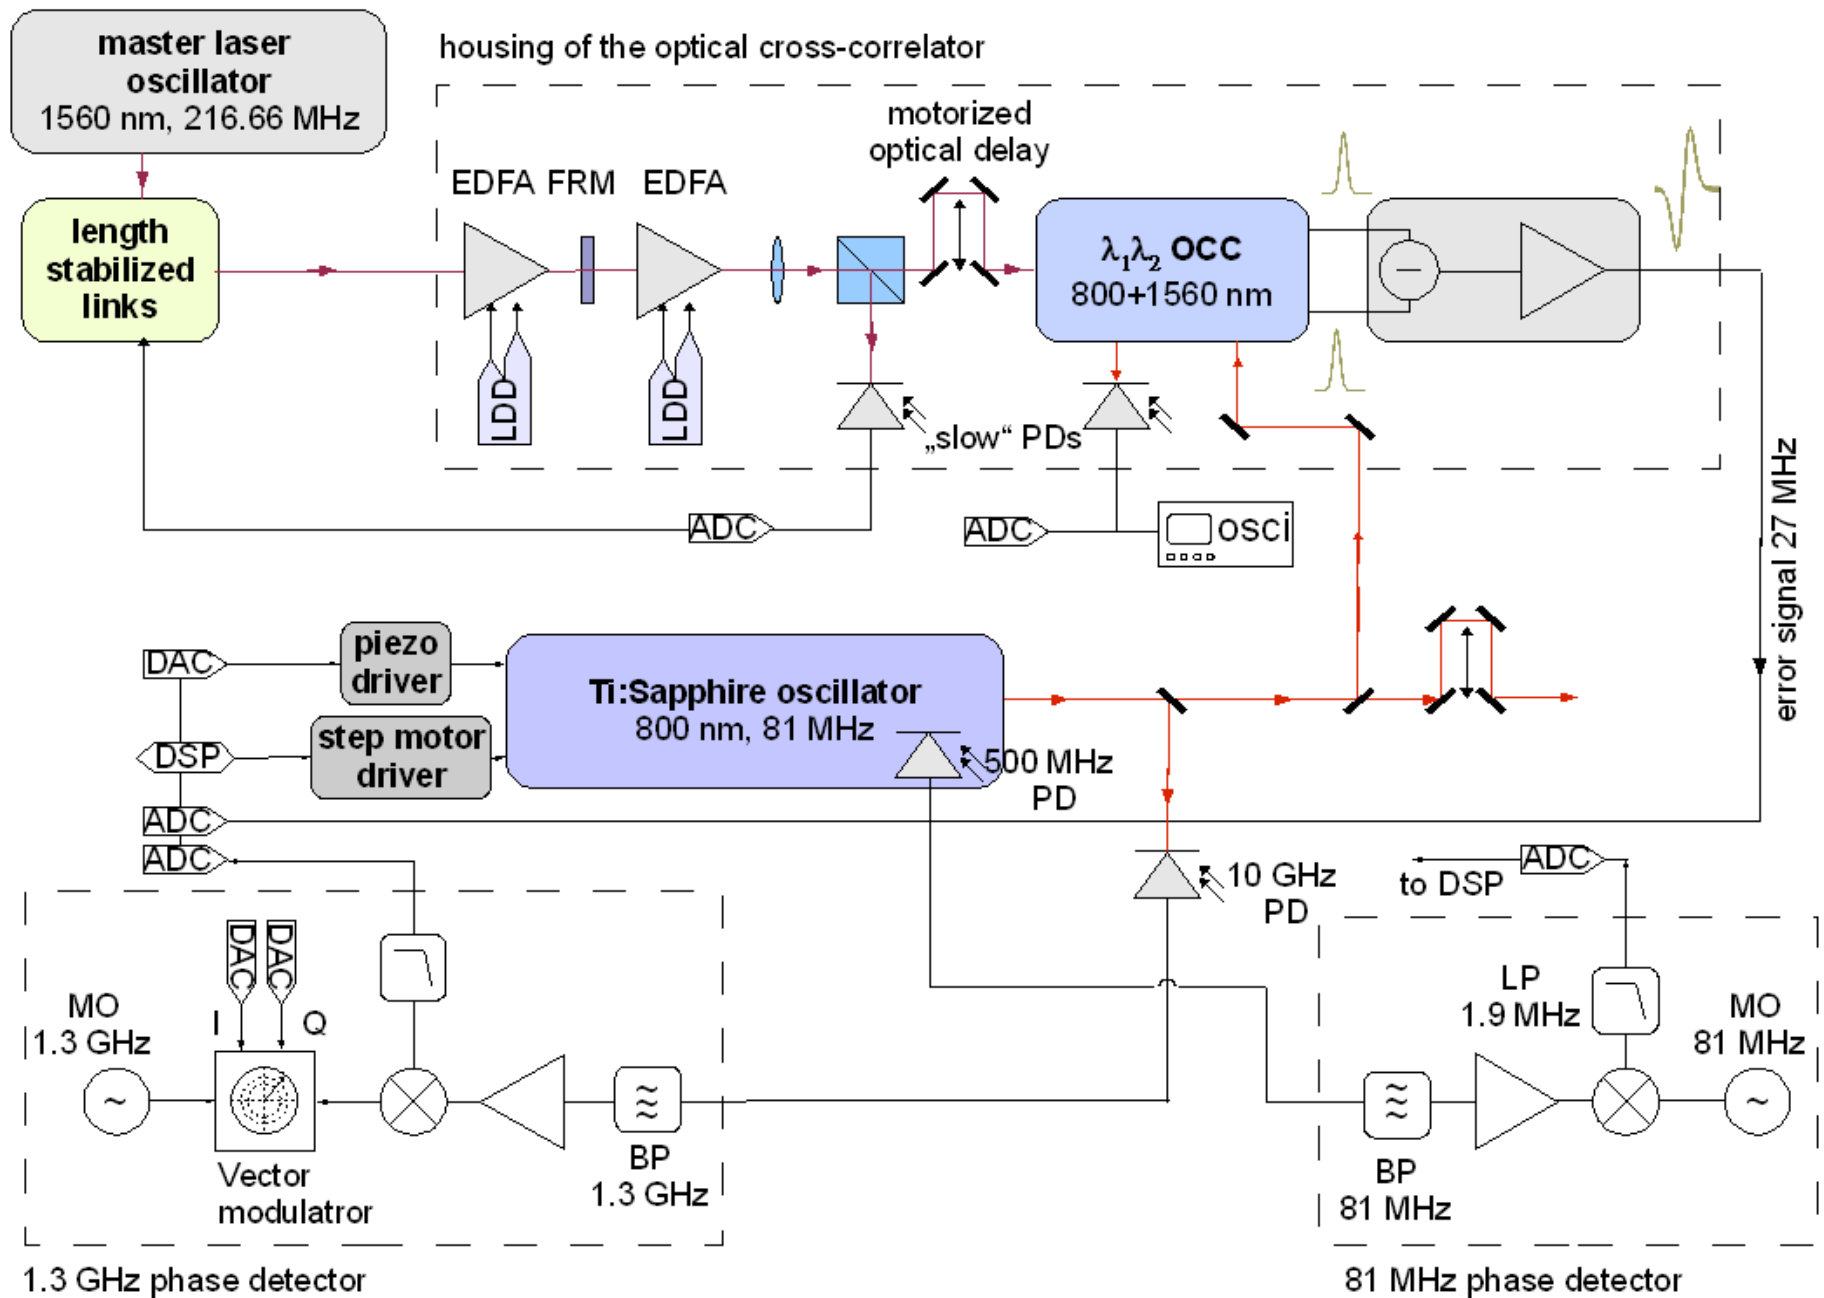 master laser
oscillator
1560 nm, 216.66 MHz
housing of the optical cross-correlator
motorized
optical delay
EDFA FRM EDFA
length
stabilized
links
λ₁λ₂ OCC
800+1560 nm
LDD
LDD
„slow“ PDs
ADC
ADC
osci
error signal 27 MHz
DAC
piezo
driver
Ti:Sapphire oscillator
800 nm, 81 MHz
DSP
step motor
driver
500 MHz
PD
ADC
ADC
10 GHz
PD
ADC
to DSP
DAC
DAC
I
Q
MO
1.3 GHz
~
Vector
modulatror
BP
1.3 GHz
LP
1.9 MHz
MO
81 MHz
~
BP
81 MHz
1.3 GHz phase detector
81 MHz phase detector